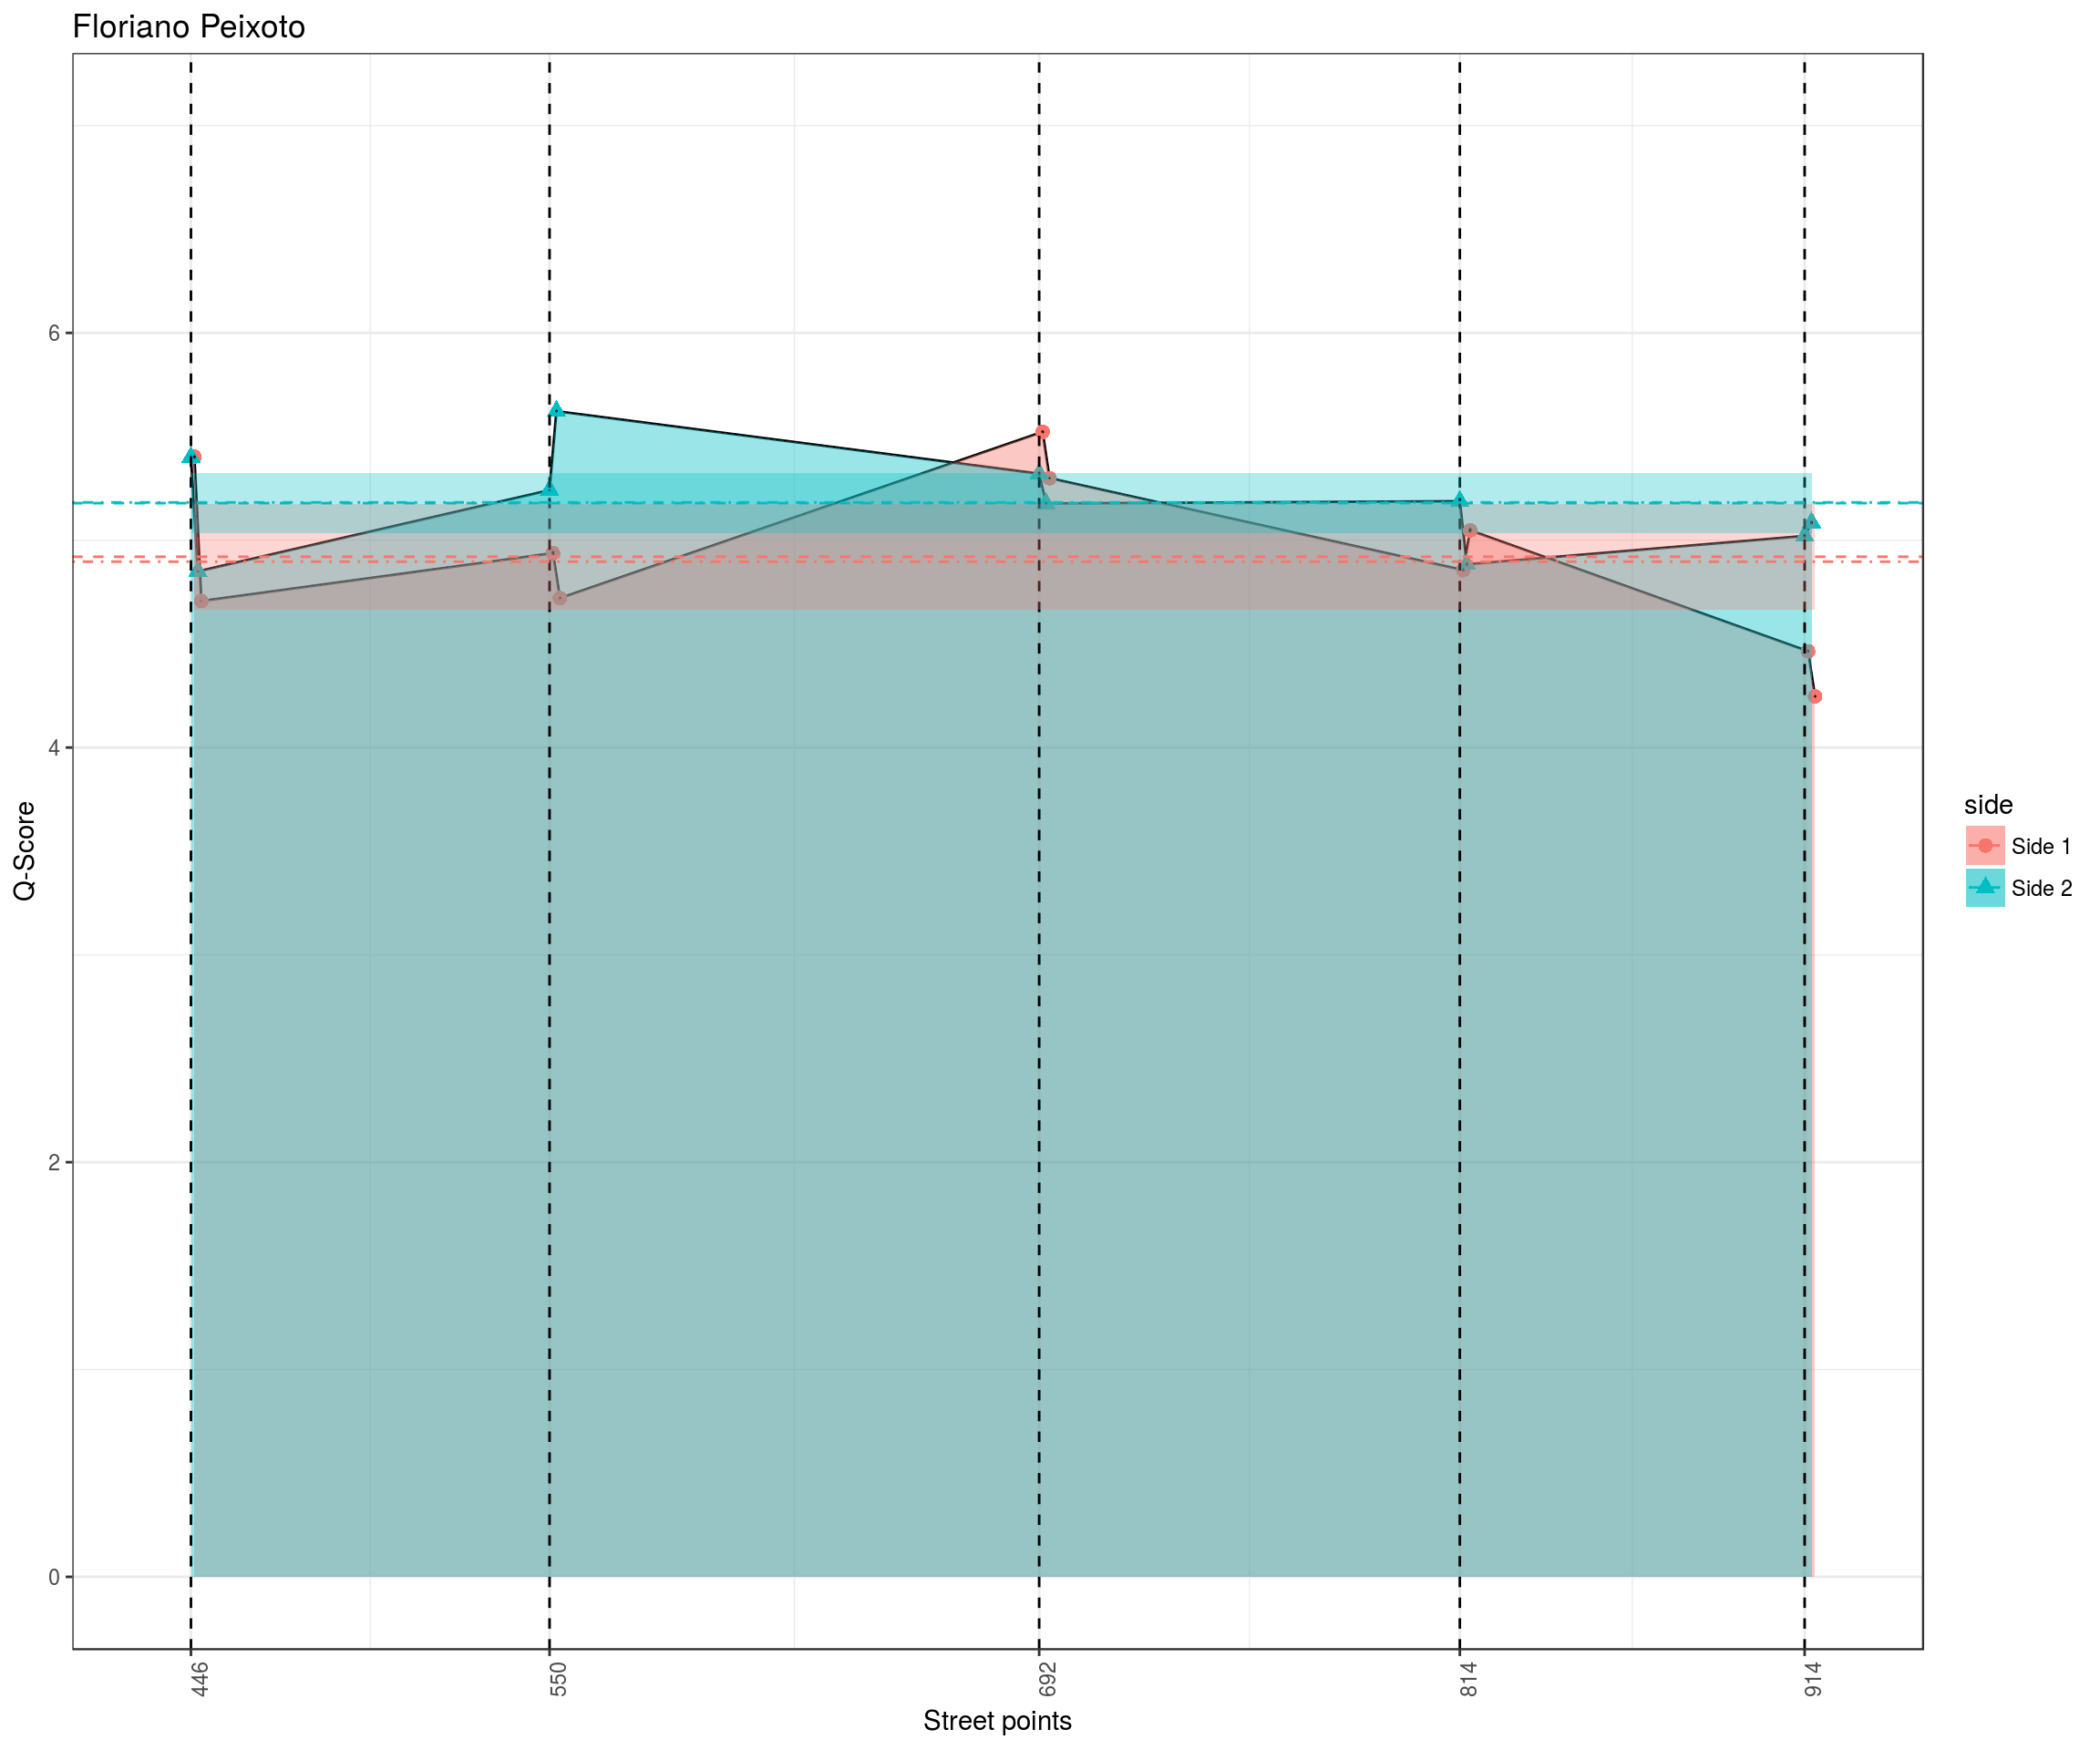 Floriano Peixoto
Q-Score
6
4
2
0
446
550
692
814
914
Street points
side
Side 1
Side 2